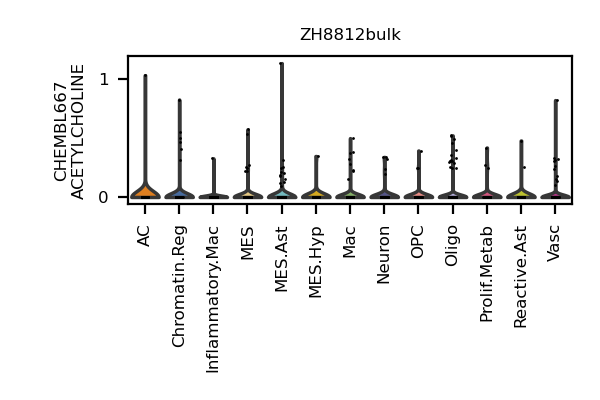 ZH8812bulk
CHEMBL667
ACETYLCHOLINE
1
0
AC
Chromatin.Reg
Inflammatory.Mac
MES
MES.Ast
MES.Hyp
Mac
Neuron
OPC
Oligo
Prolif.Metab
Reactive.Ast
Vasc